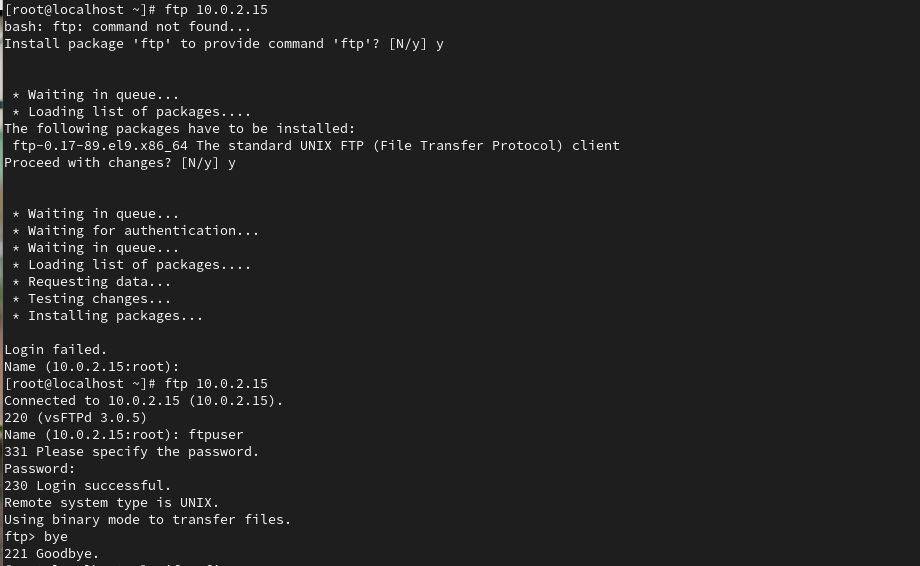 [root@localhost ~]# ftp 10.0.2.15
bash: ftp: command not found...
Install package 'ftp' to provide command 'ftp'? [N/y] y
* Waiting in queue...
* Loading list of packages....
The following packages have to be installed:
ftp-0.17-89.el9.x86_64 The standard UNIX FTP (File Transfer Protocol) client
Proceed with changes? [N/y] y
* Waiting in queue...
* Waiting for authentication...
* Waiting in queue...
* Loading list of packages....
* Requesting data...
* Testing changes...
* Installing packages...
Login failed.
Name (10.0.2.15:root):
[root@localhost ~]# ftp 10.0.2.15
Connected to 10.0.2.15 (10.0.2.15).
220 (vsFTPd 3.0.5)
Name (10.0.2.15:root): ftpuser
331 Please specify the password.
Password:
230 Login successful.
Remote system type is UNIX.
Using binary mode to transfer files.
ftp> bye
221 Goodbye.